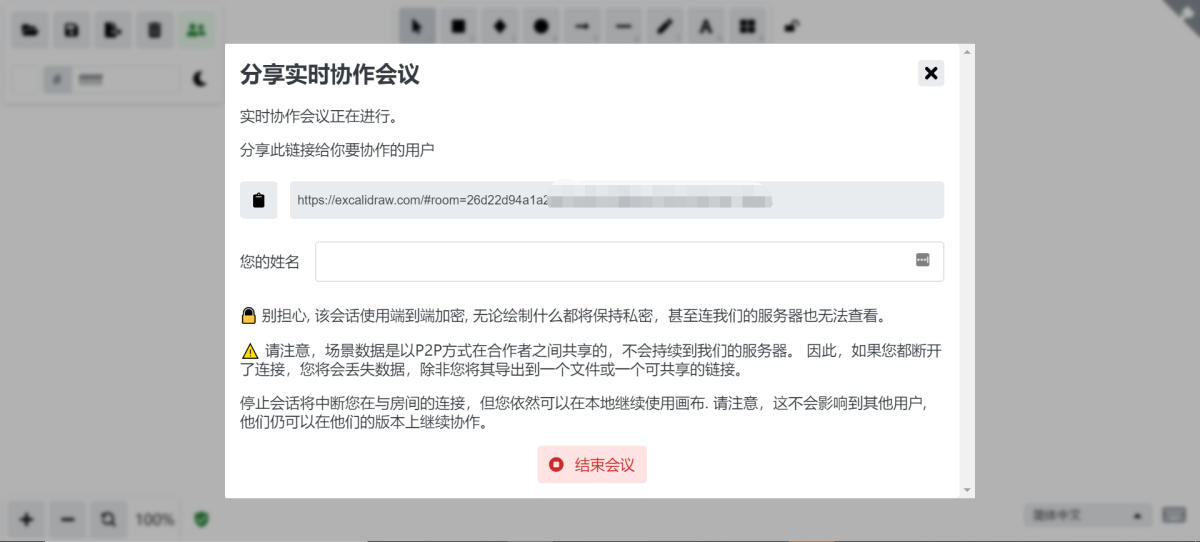 分享实时协作会议
实时协作会议正在进行。
分享此链接给你要协作的用户
https://excalidraw.com/#room=26d22d94a1a2
您的姓名
别担心, 该会话使用端到端加密, 无论绘制什么都将保持私密，甚至连我们的服务器也无法查看。
请注意，场景数据是以P2P方式在合作者之间共享的，不会持续到我们的服务器。 因此，如果您都断开
了连接，您将会丢失数据，除非您将其导出到一个文件或一个可共享的链接。
停止会话将中断您在与房间的连接，但您依然可以在本地继续使用画布. 请注意，这不会影响到其他用户,
他们仍可以在他们的版本上继续协作。
结束会议
100%
简体中文